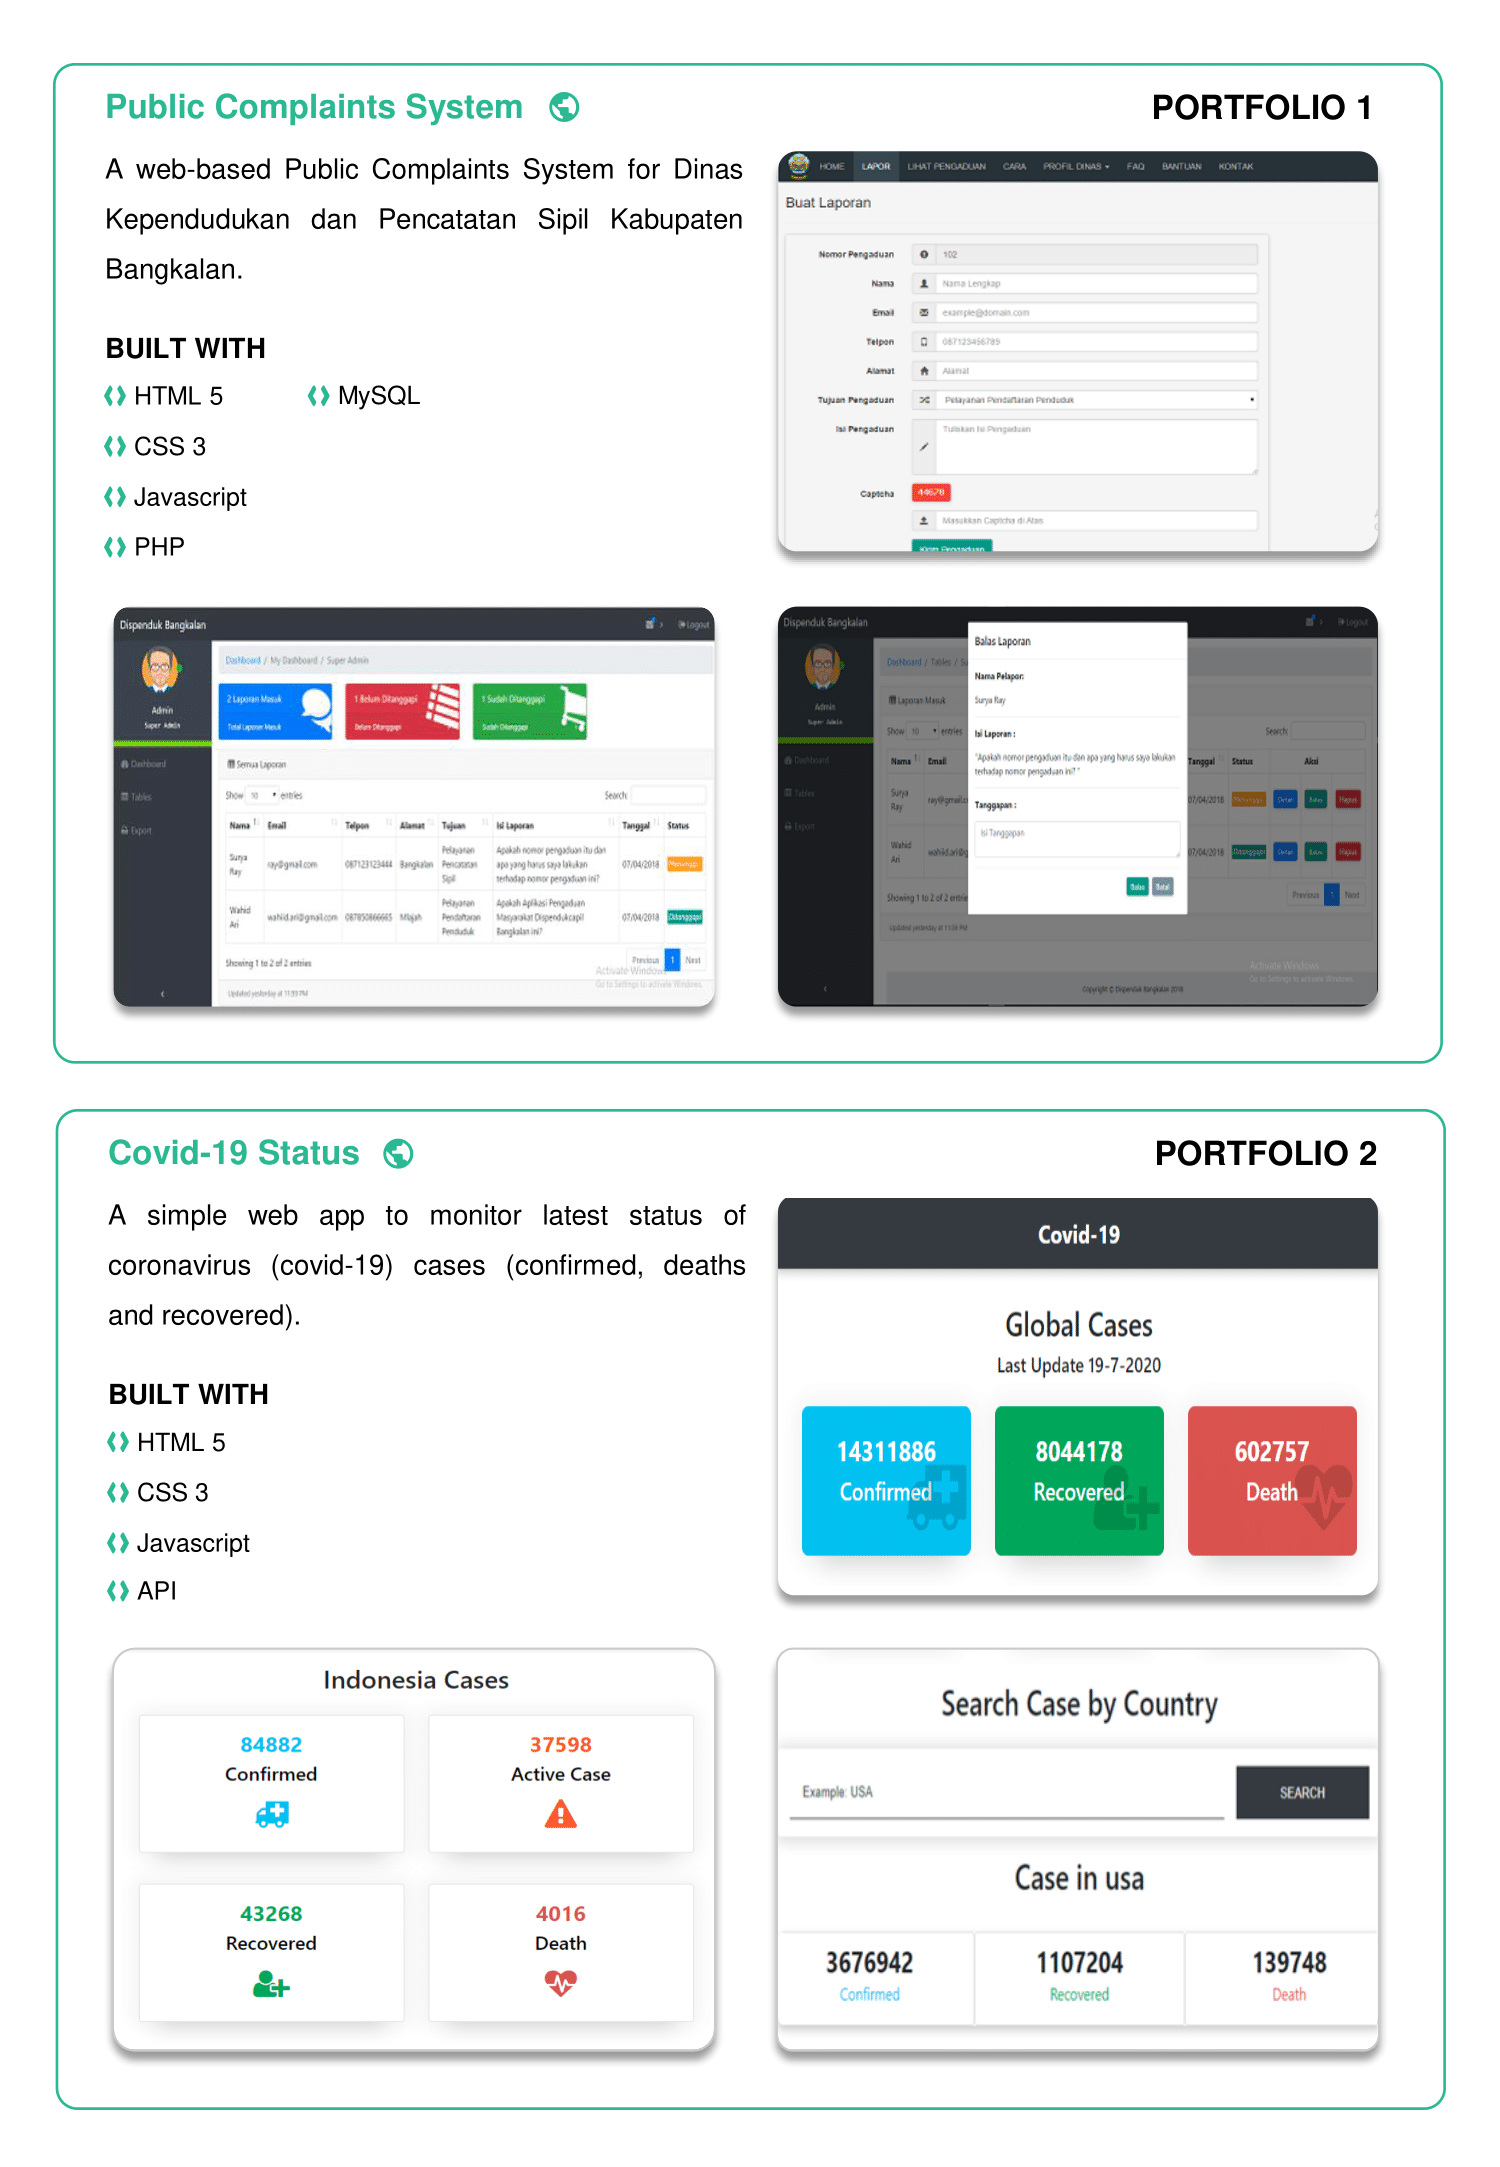 Public Complaints System
PORTFOLIO 1
A web-based Public Complaints System for Dinas
Kependudukan dan Pencatatan Sipil Kabupaten
Bangkalan.
BUILT WITH
HTML 5
MySQL
CSS 3
Javascript
PHP
HOME LAPOR LIHAT PENGADUAN CARA PROFIL DINAS FAQ BANTUAN KONTAK
Buat Laporan
Nomor Pengaduan 102
Nama Nama Lengkap
Email example@domain.com
Telpon 087123456789
Alamat Alamat
Tujuan Pengaduan Pelayanan Pendaftaran Penduduk
Isi Pengaduan Tuliskan Isi Pengaduan
Captcha 44678
Masukkan Captcha di Atas
Kirim Pengaduan
Dispenduk Bangkalan Logout
Admin
Super Admin
Dashboard
Tables
Export
Dashboard / My Dashboard / Super Admin
2 Laporan Masuk 1 Belum Ditanggapi 1 Sudah Ditanggapi
Total Laporan Masuk Belum Ditanggapi Sudah Ditanggapi
Semua Laporan
Show 10 entries Search:
Nama Email Telpon Alamat Tujuan Isi Laporan Tanggal Status
Surya Ray ray@gmail.com 087123123444 Bangkalan Pelayanan Pencatatan Sipil Apakah nomor pengaduan itu dan apa yang harus saya lakukan terhadap nomor pengaduan ini? 07/04/2018 Menunggu
Wahid Ari wahid.ari@gmail.com 087850866665 Mlajah Pelayanan Pendaftaran Penduduk Apakah Aplikasi Pengaduan Masyarakat Dispendukcapil Bangkalan ini? 07/04/2018 Ditanggapi
Showing 1 to 2 of 2 entries Previous 1 Next
Activate Windows
Go to Settings to activate Windows.
Updated yesterday at 11:59 PM
Dispenduk Bangkalan Logout
Admin
Super Admin
Dashboard
Tables
Export
Dashboard / Tables /
Laporan Masuk
Show 10 entries Search:
Nama Email Tanggal Status Aksi
Surya Ray 07/04/2018 Menunggu Detail Balas Hapus
Wahid Ari 07/04/2018 Ditanggapi Detail Balas Hapus
Showing 1 to 2 of 2 Previous 1 Next
Updated yesterday at 11:59 PM
Balas Laporan
Nama Pelapor:
Surya Ray
Isi Laporan :
"Apakah nomor pengaduan itu dan apa yang harus saya lakukan
terhadap nomor pengaduan ini? "
Tanggapan :
Isi Tanggapan
Balas Batal
Activate Windows
Go to Settings to activate Windows.
Copyright © Dispenduk Bangkalan 2018
Covid-19 Status
PORTFOLIO 2
A simple web app to monitor latest status of
coronavirus (covid-19) cases (confirmed, deaths
and recovered).
BUILT WITH
HTML 5
CSS 3
Javascript
API
Covid-19
Global Cases
Last Update 19-7-2020
14311886 8044178 602757
Confirmed Recovered Death
Indonesia Cases
84882 37598
Confirmed Active Case
43268 4016
Recovered Death
Search Case by Country
Example: USA SEARCH
Case in usa
3676942 1107204 139748
Confirmed Recovered Death